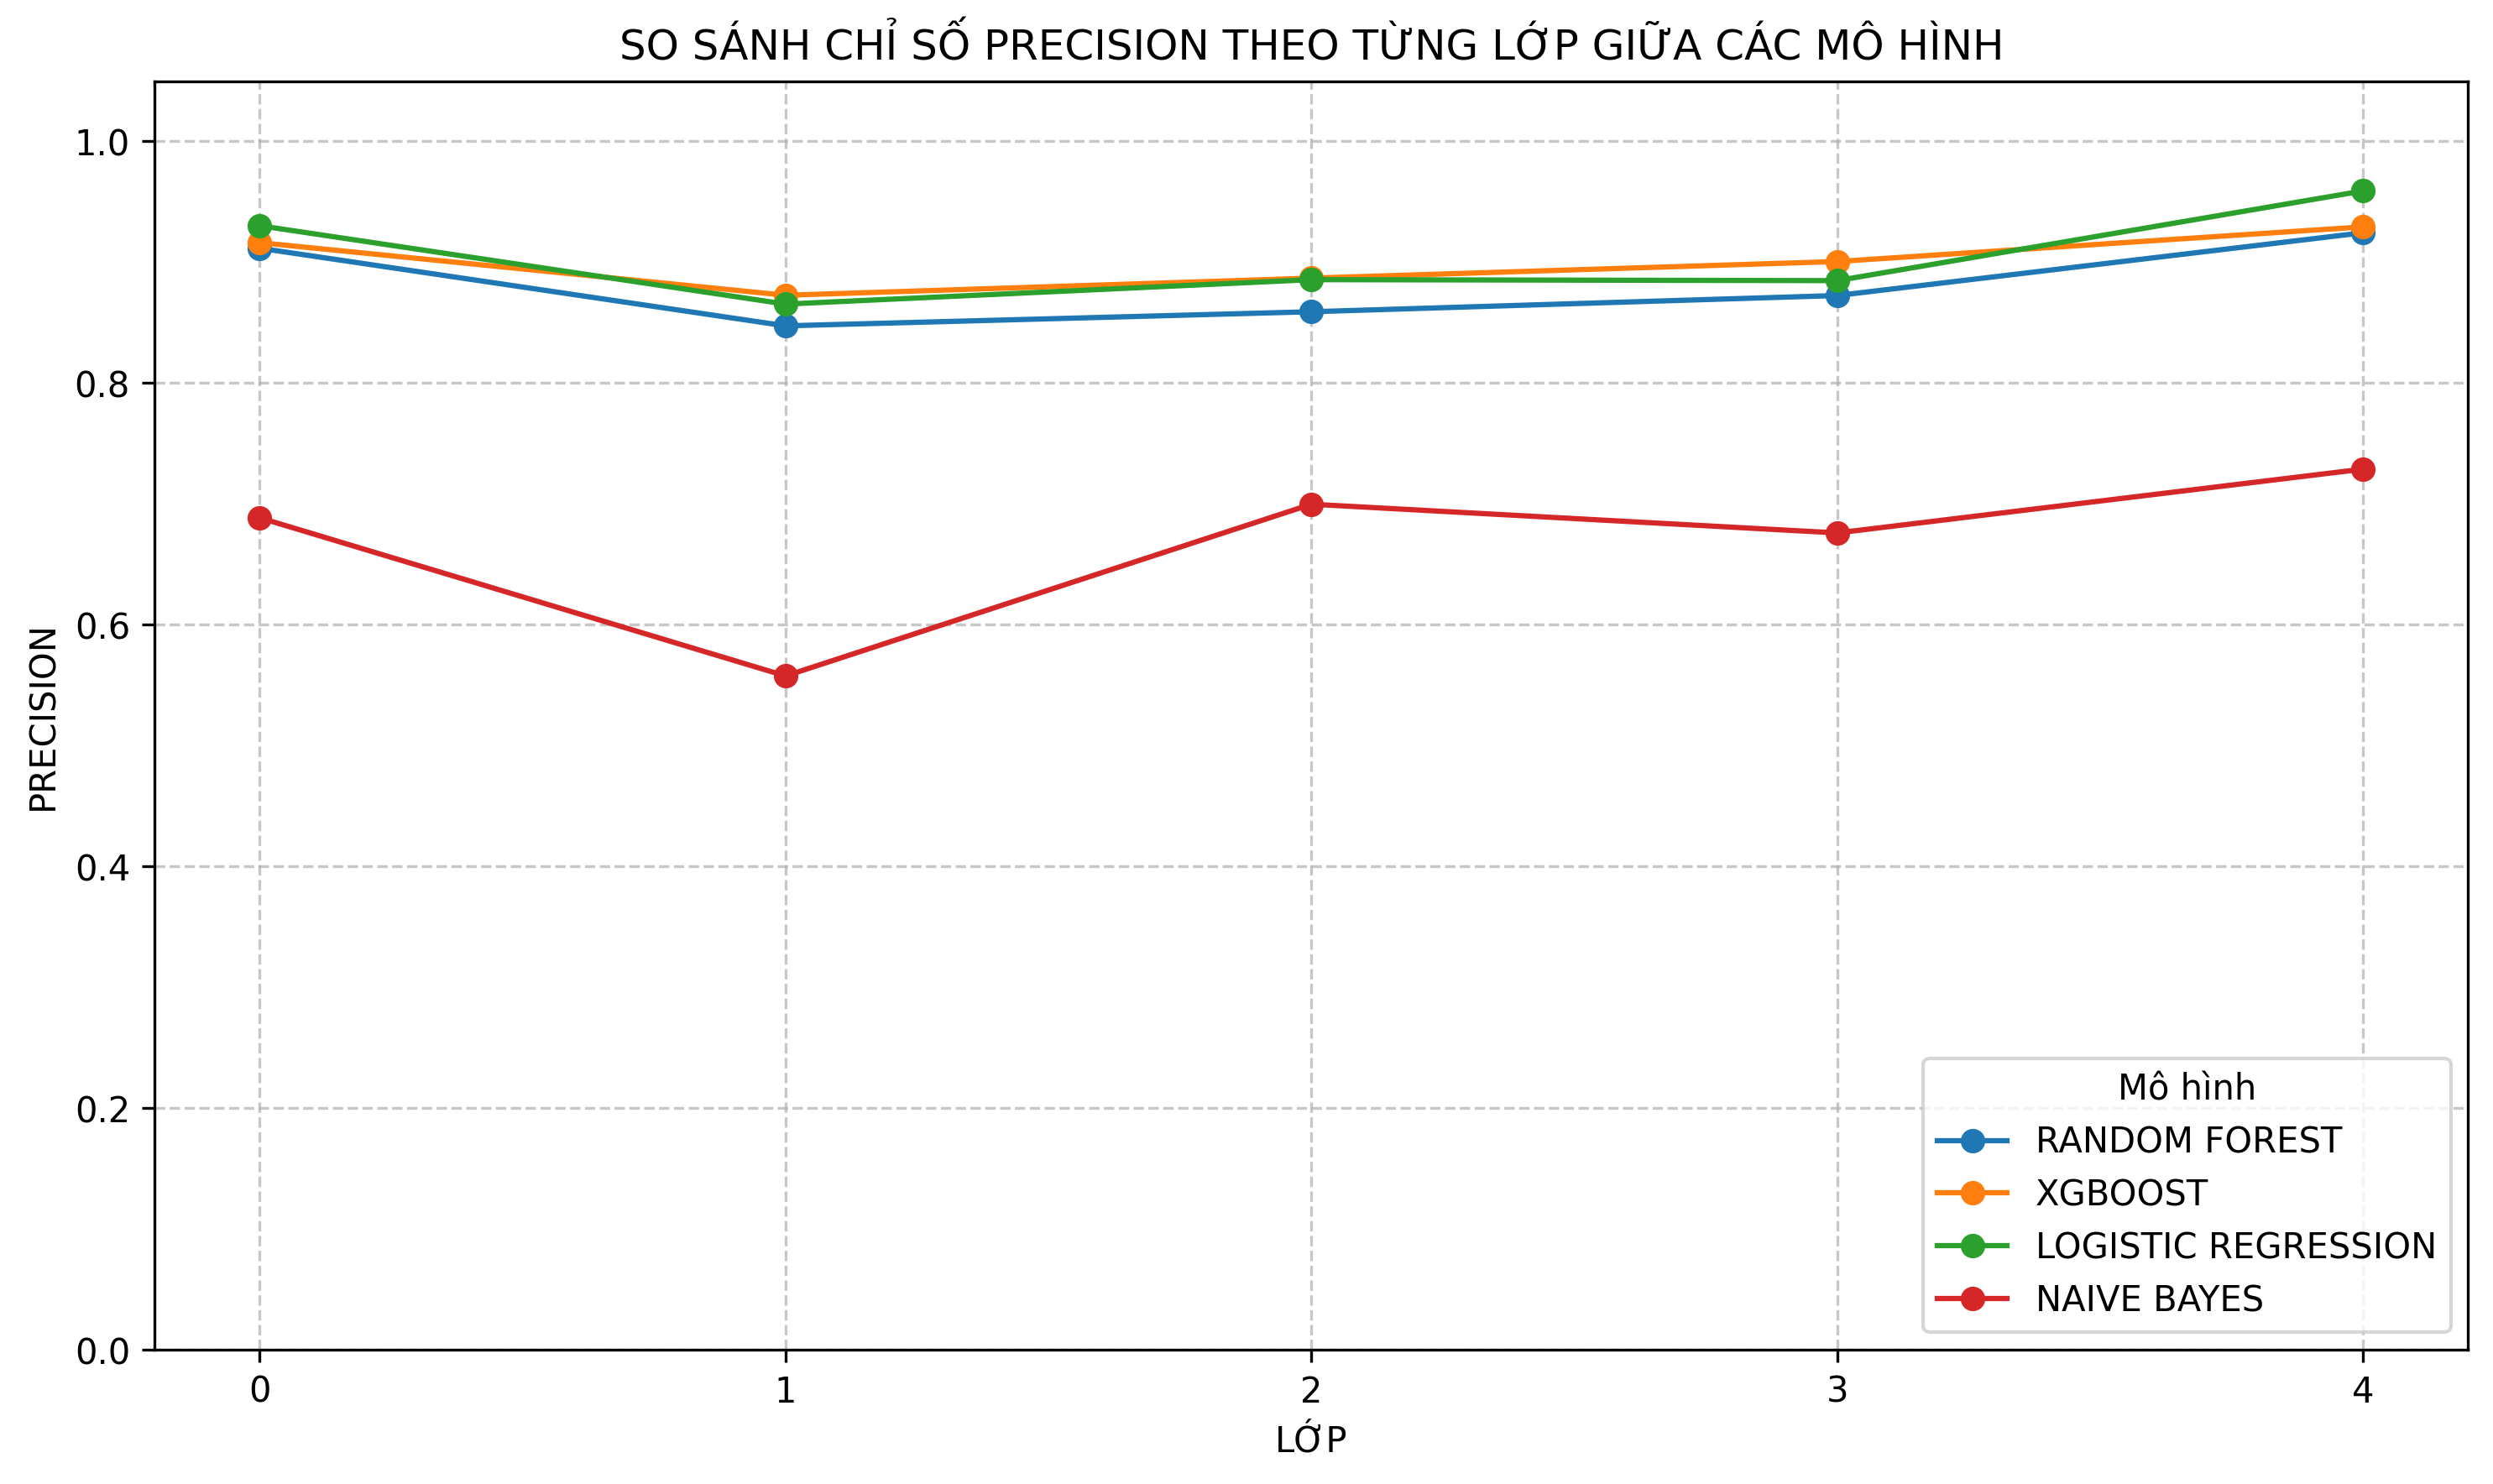 SO SÁNH CHỈ SỐ PRECISION THEO TỪNG LỚP GIỮA CÁC MÔ HÌNH
PRECISION
1.0
0.8
0.6
0.4
0.2
0.0
0 1 2 3 4
LỚP
Mô hình
RANDOM FOREST
XGBOOST
LOGISTIC REGRESSION
NAIVE BAYES